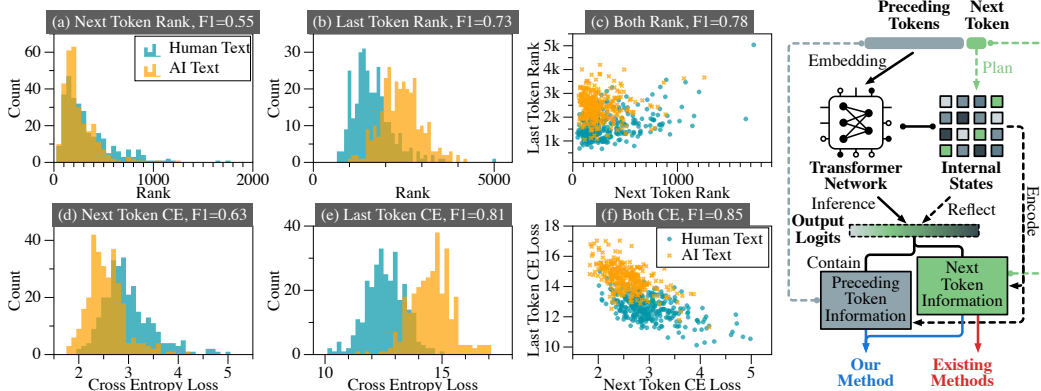 (a) Next Token Rank, F1=0.55
Human Text
AI Text
Count
60
40
20
0
0
1000
2000
Rank
(b) Last Token Rank, F1=0.73
Count
30
20
10
0
0
5000
Rank
(c) Both Rank, F1=0.78
Last Token Rank
5k
4k
3k
2k
1k
0
1000
Next Token Rank
(d) Next Token CE, F1=0.63
Count
40
20
0
2
3
4
5
Cross Entropy Loss
(e) Last Token CE, F1=0.81
Count
40
20
0
10
15
Cross Entropy Loss
(f) Both CE, F1=0.85
Human Text
AI Text
Last Token CE Loss
18
16
14
12
10
2
3
4
5
Next Token CE Loss
Preceding
Tokens
Next
Token
Embedding
Plan
Transformer
Network
Internal
States
Inference
Reflect
Encode
Output
Logits
Contain
Preceding
Token
Information
Next
Token
Information
Our
Method
Existing
Methods